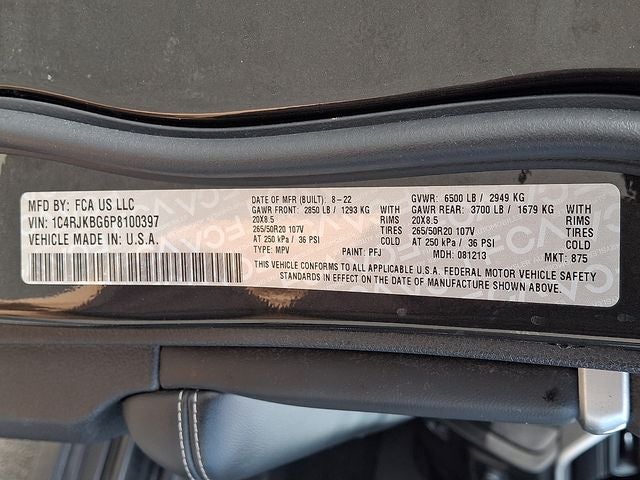 MFD BY: FCA US LLC
VIN: 1C4RJKBG6P8100397
VEHICLE MADE IN: U.S.A.
DATE OF MFR (BUILT): 8-22
GAWR FRONT: 2850 LB / 1293 KG WITH
20X8.5 RIMS
265/50R20 107V TIRES
AT 250 kPa / 36 PSI COLD
TYPE: MPV PAINT: PFJ
GVWR: 6500 LB / 2949 KG
GAWR REAR: 3700 LB / 1679 KG WITH
20X8.5 RIMS
265/50R20 107V TIRES
AT 250 kPa / 36 PSI COLD
MDH: 081213 MKT: 875
THIS VEHICLE CONFORMS TO ALL APPLICABLE U.S.A. FEDERAL MOTOR VEHICLE SAFETY
STANDARDS IN EFFECT ON THE DATE OF MANUFACTURE SHOWN ABOVE.